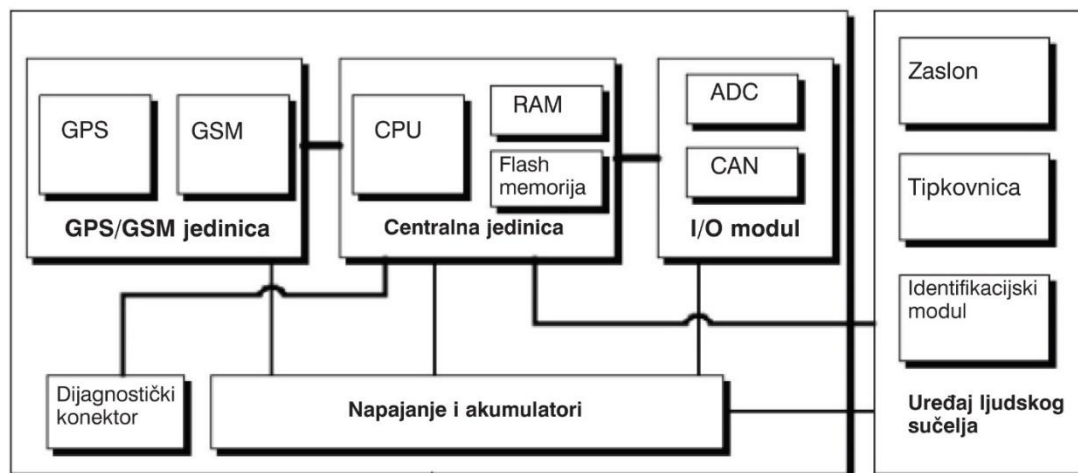 GPS
GSM
GPS/GSM jedinica
CPU
RAM
Flash
memorija
Centralna jedinica
ADC
CAN
I/O modul
Zaslon
Tipkovnica
Identifikacijski
modul
Uređaj ljudskog
sučelja
Dijagnostički
konektor
Napajanje i akumulatori